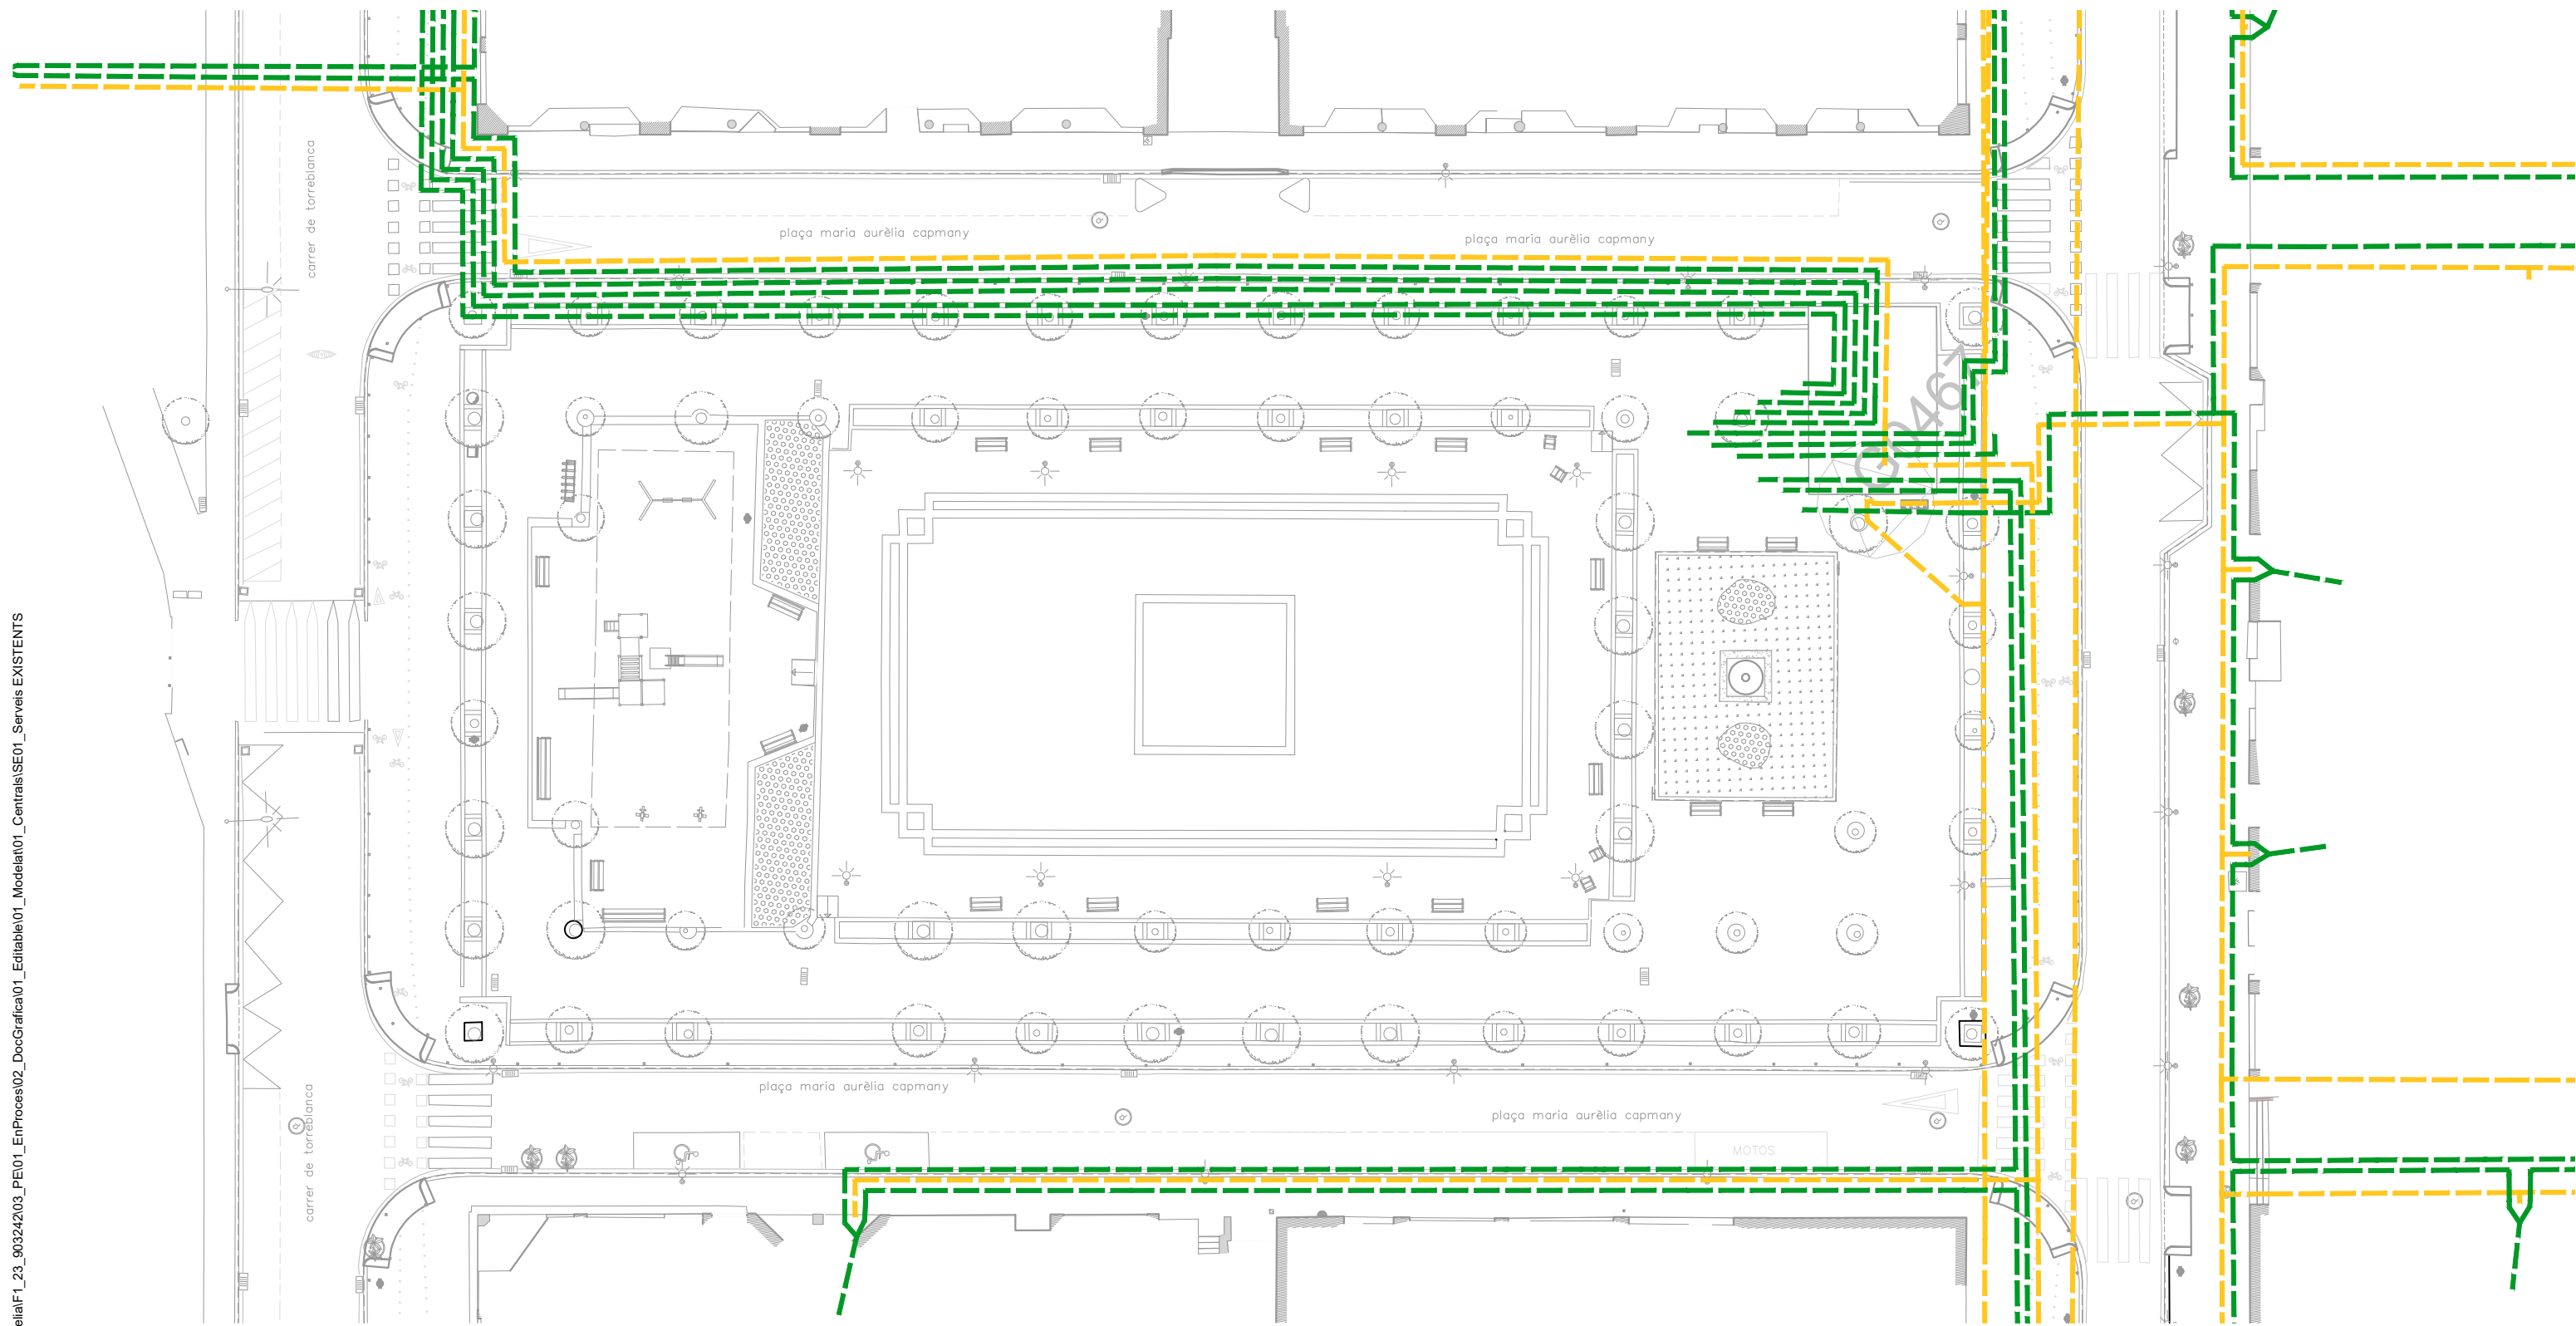 carrer de torreblanca
plaça maria aurèlia capmany
plaça maria aurèlia capmany
elia\F1_23_903242\03_PE\01_EnProces\02_DocGrafica\01_Editable\01_Modelat\01_Centrals\SE01_Serveis EXISTENTS
plaça maria aurèlia capmany
plaça maria aurèlia capmany
carrer de torreblanca
MOTOS